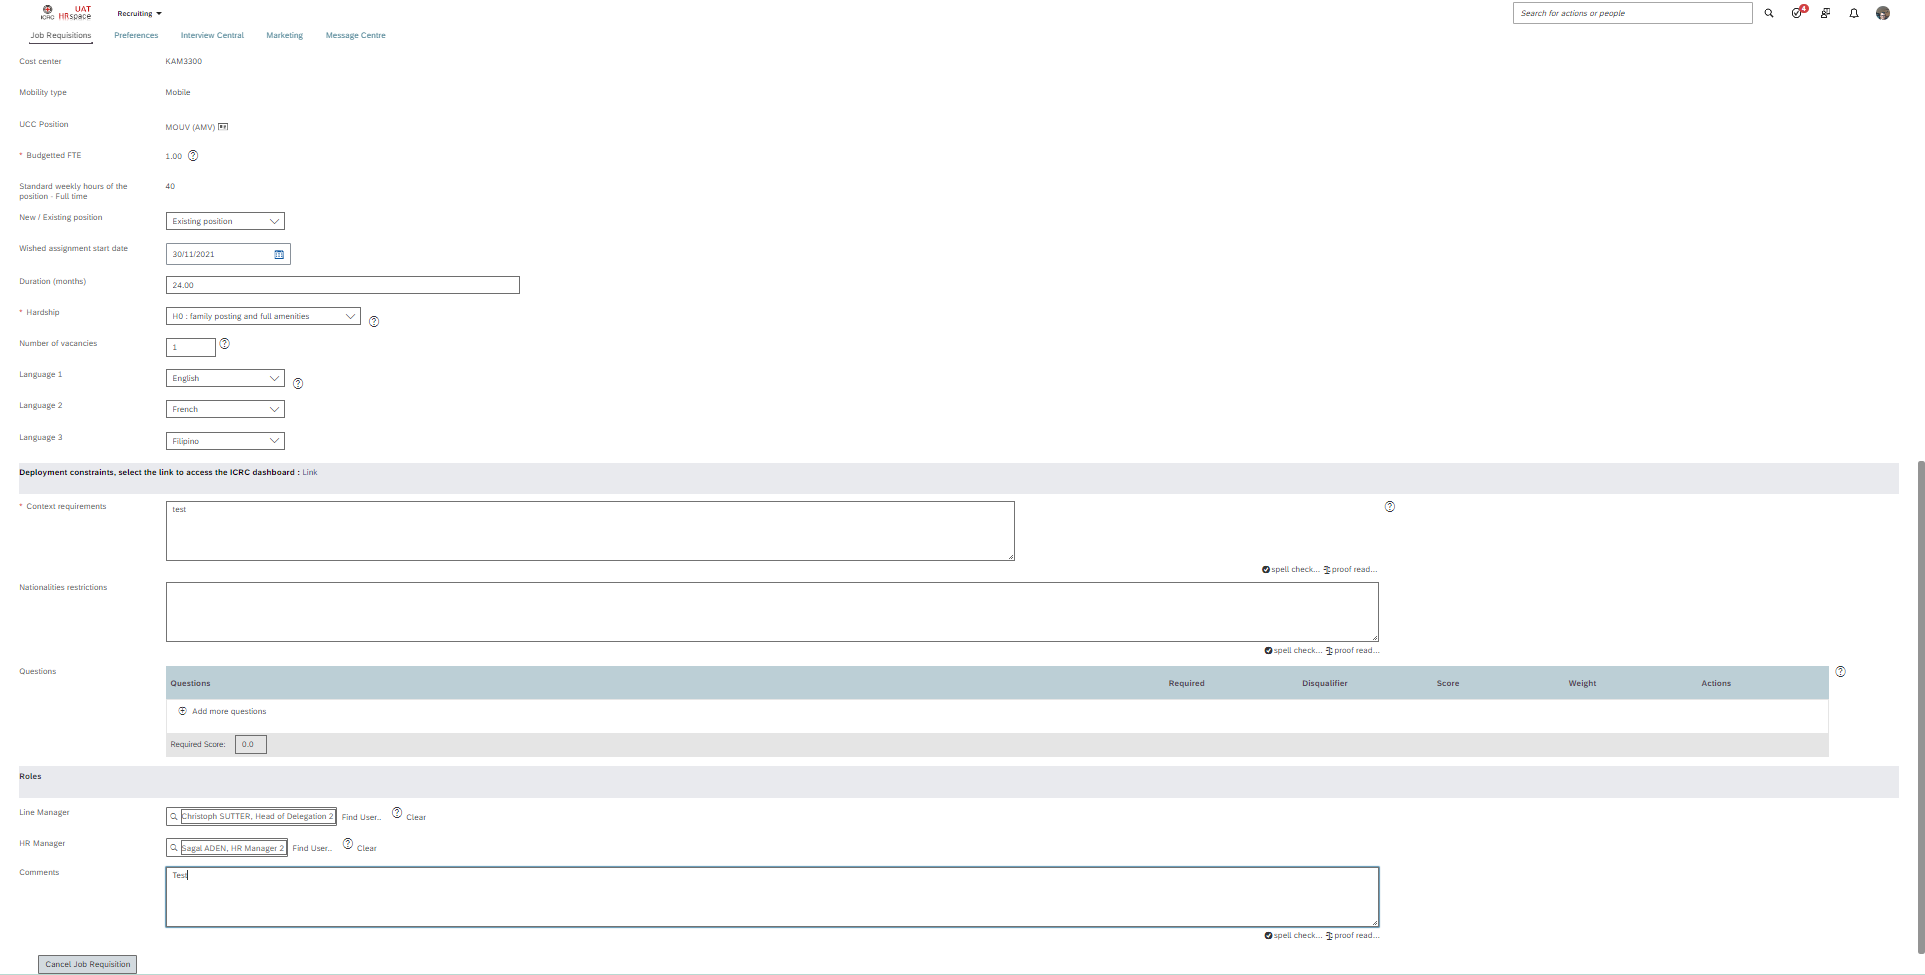 UAT
ICRC HRspace
Recruiting
Search for actions or people
4
Job Requisitions Preferences Interview Central Marketing Message Centre
Cost center KAM3300
Mobility type Mobile
UCC Position MOUV (AMV)
* Budgetted FTE 1.00
Standard weekly hours of the position - Full time 40
New / Existing position Existing position
Wished assignment start date 30/11/2021
Duration (months) 24.00
* Hardship H0 : family posting and full amenities
Number of vacancies 1
Language 1 English
Language 2 French
Language 3 Filipino
Deployment constraints, select the link to access the ICRC dashboard : Link
* Context requirements test
spell check... proof read...
Nationalities restrictions
spell check... proof read...
Questions
Questions Required Disqualifier Score Weight Actions
Add more questions
Required Score: 0.0
Roles
Line Manager Christoph SUTTER, Head of Delegation 2 Find User.. Clear
HR Manager Sagal ADEN, HR Manager 2 Find User.. Clear
Comments Test
spell check... proof read...
Cancel Job Requisition